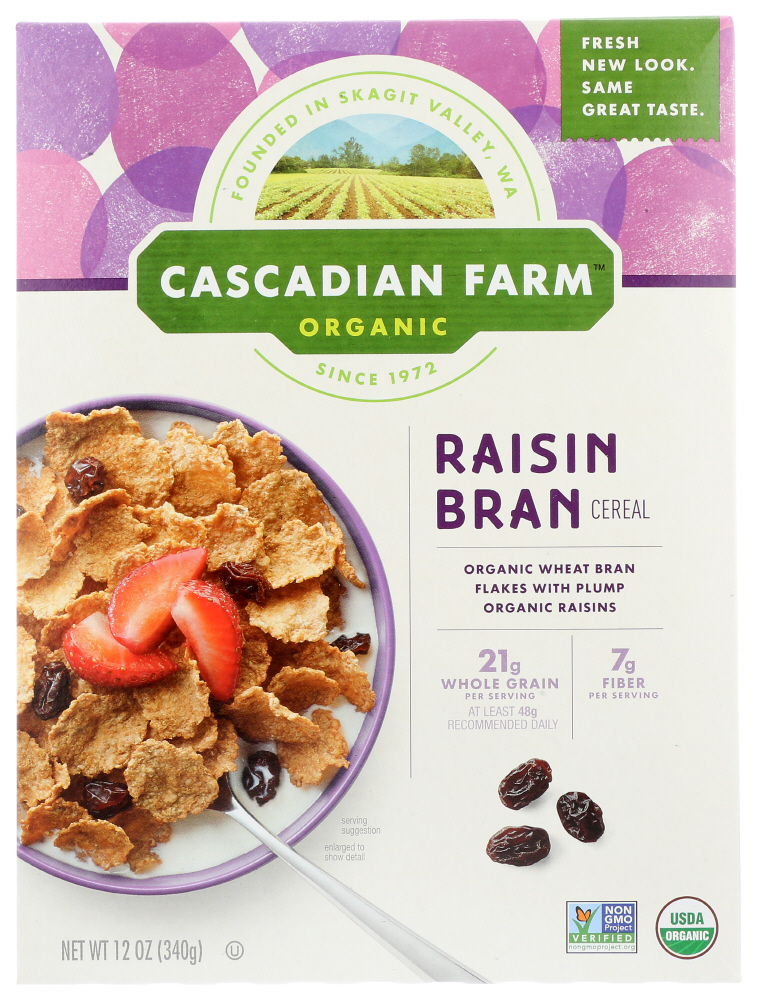 FRESH
NEW LOOK.
SAME
GREAT TASTE.
FOUNDED IN SKAGIT VALLEY, WA
CASCADIAN FARM™
ORGANIC
SINCE 1972
RAISIN
BRAN CEREAL
ORGANIC WHEAT BRAN
FLAKES WITH PLUMP
ORGANIC RAISINS
21g
WHOLE GRAIN
PER SERVING
AT LEAST 48g
RECOMMENDED DAILY
7g
FIBER
PER SERVING
serving
suggestion
enlarged to
show detail
NET WT 12 OZ (340g) U
NON
GMO
Project
VERIFIED
nongmoproject.org
USDA
ORGANIC